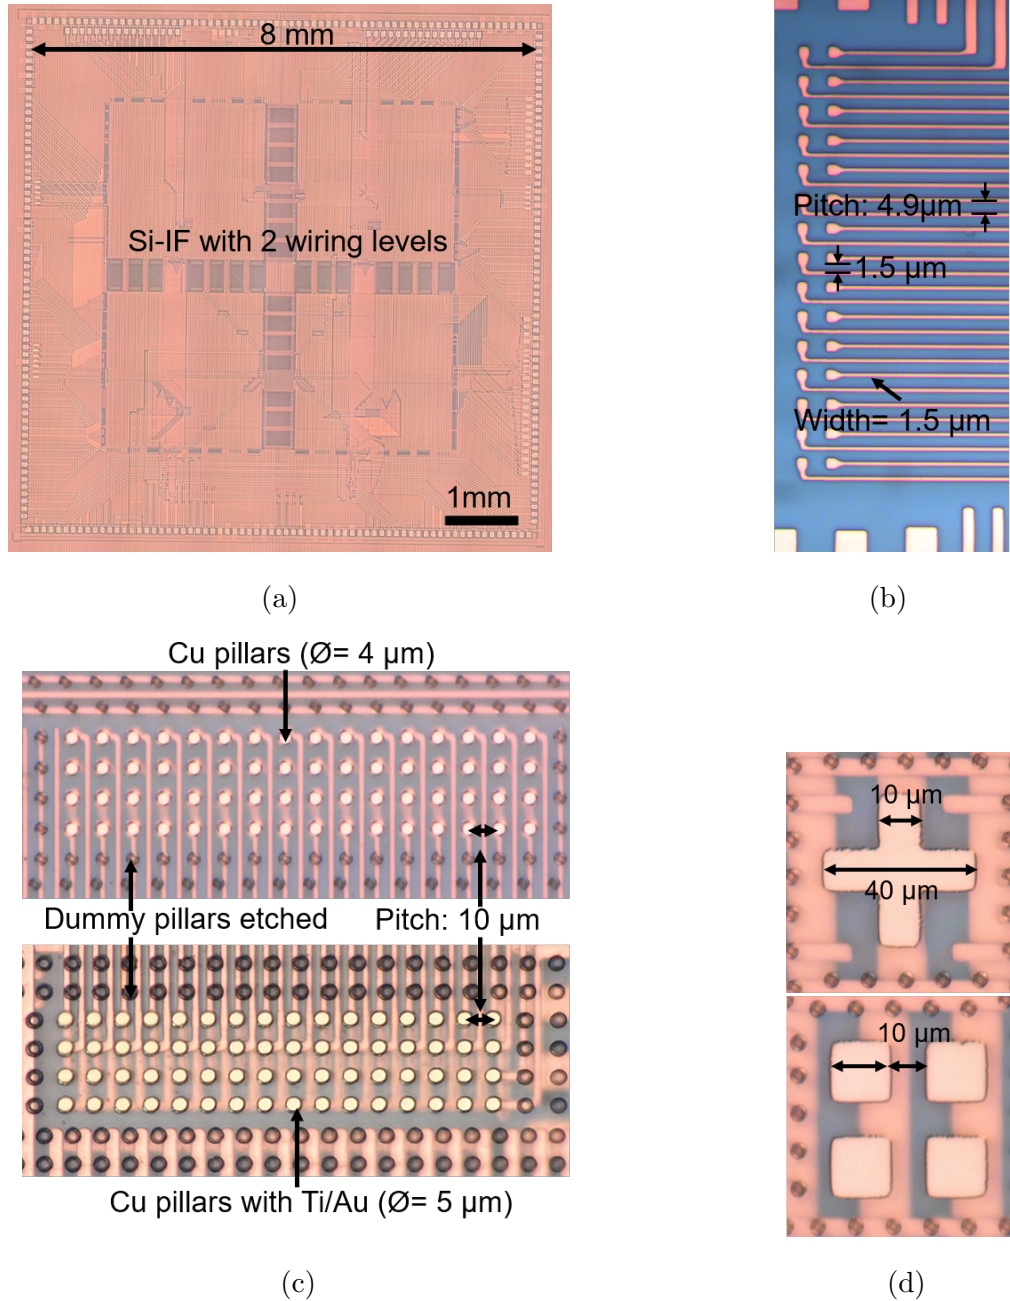 8 mm
Si-IF with 2 wiring levels
1mm
(a)
Pitch: 4.9µm
1.5 µm
Width= 1.5 µm
(b)
Cu pillars (Ø= 4 µm)
Dummy pillars etched
Pitch: 10 µm
Cu pillars with Ti/Au (Ø= 5 µm)
(c)
10 µm
40 µm
10 µm
(d)